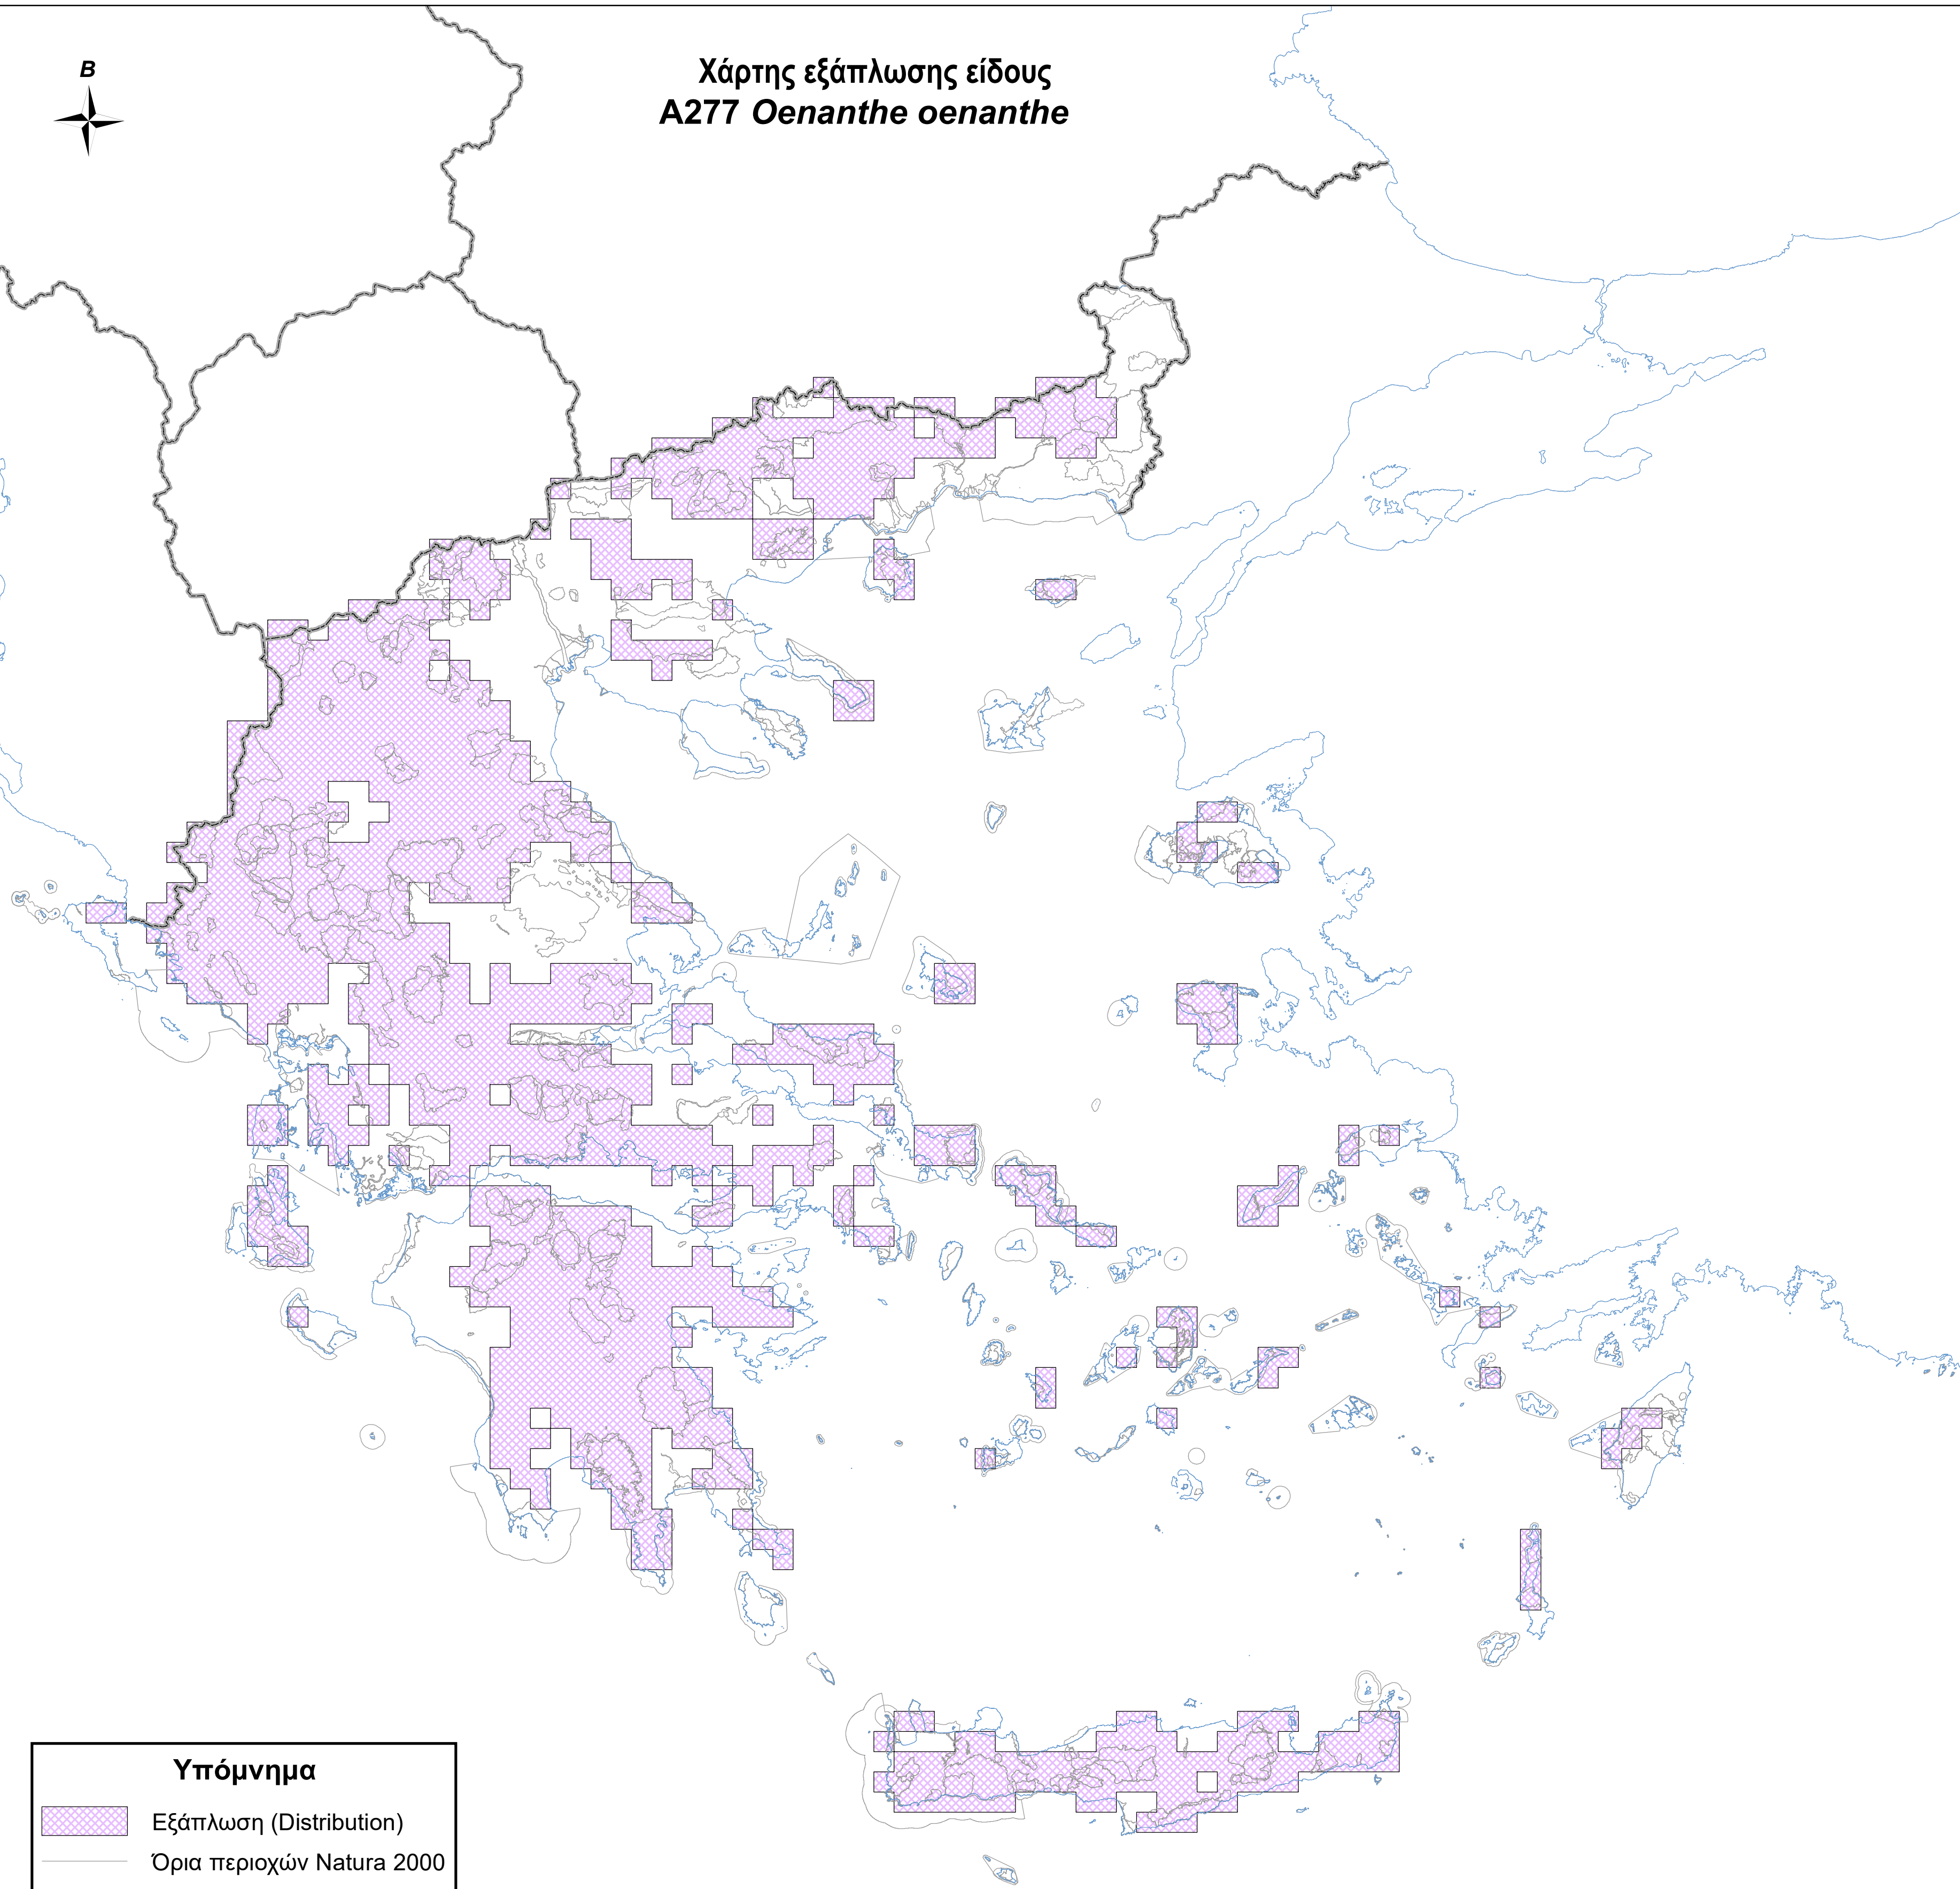 B
Χάρτης εξάπλωσης είδους
A277 Oenanthe oenanthe
Υπόμνημα
Εξάπλωση (Distribution)
Όρια περιοχών Natura 2000